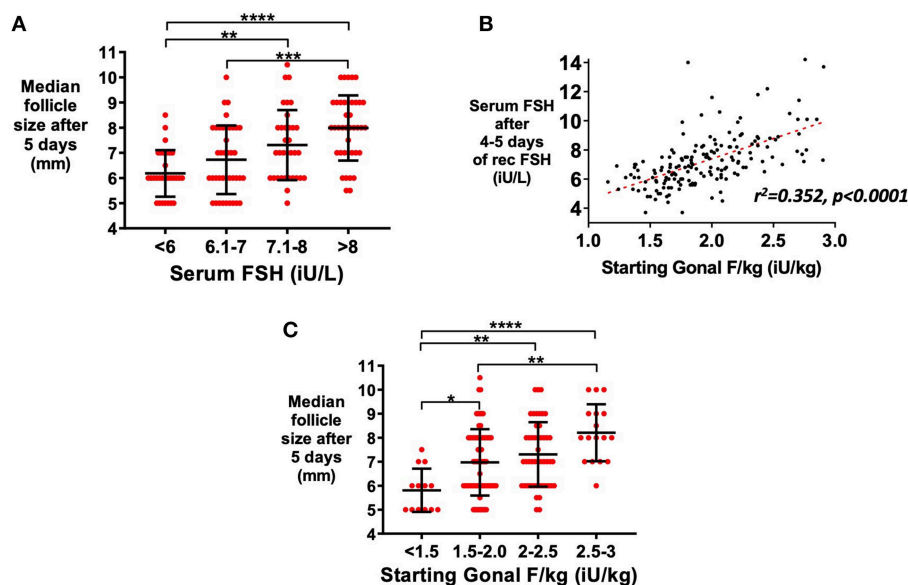 A
****
**
***
Median
follicle
size after
5 days
(mm)
11
10
9
8
7
6
5
4
<6 6.1-7 7.1-8 >8
Serum FSH (iU/L)
B
Serum FSH
after
4-5 days
of rec FSH
(iU/L)
14
12
10
8
6
4
r²=0.352, p<0.0001
1.0 1.5 2.0 2.5 3.0
Starting Gonal F/kg (iU/kg)
C
****
**
**
*
Median
follicle
size after
5 days
(mm)
11
10
9
8
7
6
5
4
<1.5 1.5-2.0 2-2.5 2.5-3
Starting Gonal F/kg (iU/kg)